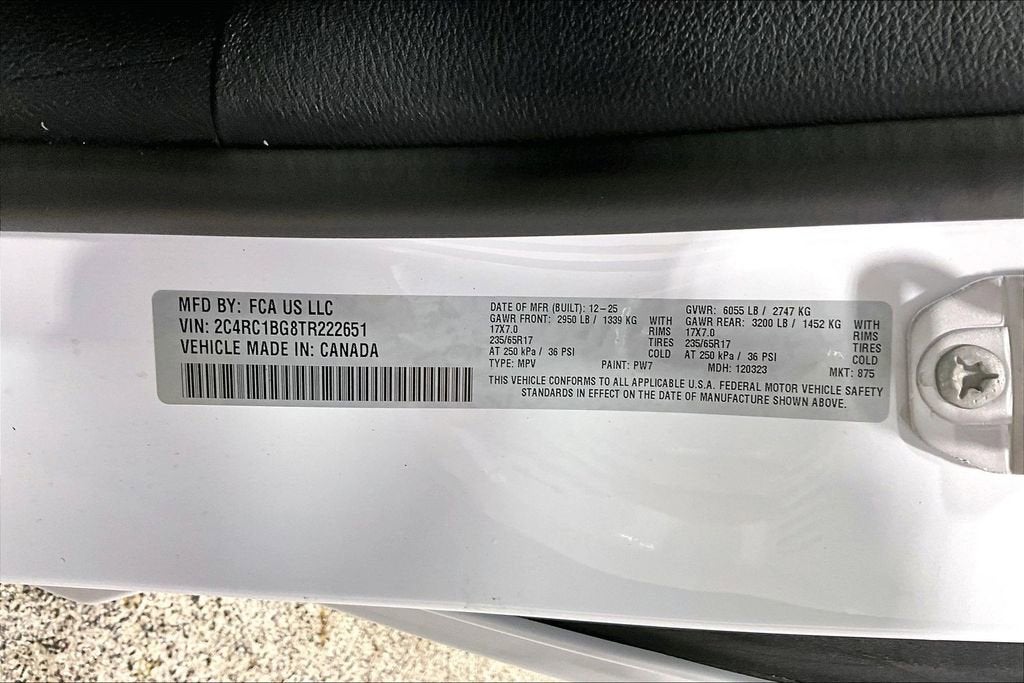 MFD BY: FCA US LLC
VIN: 2C4RC1BG8TR222651
VEHICLE MADE IN: CANADA
DATE OF MFR (BUILT): 12-25
GAWR FRONT: 2950 LB / 1339 KG WITH
17X7.0 RIMS
235/65R17 TIRES
AT 250 kPa / 36 PSI COLD
TYPE: MPV PAINT: PW7
GVWR: 6055 LB / 2747 KG
GAWR REAR: 3200 LB / 1452 KG WITH
17X7.0 RIMS
235/65R17 TIRES
AT 250 kPa / 36 PSI COLD
MDH: 120323 MKT: 875
THIS VEHICLE CONFORMS TO ALL APPLICABLE U.S.A. FEDERAL MOTOR VEHICLE SAFETY
STANDARDS IN EFFECT ON THE DATE OF MANUFACTURE SHOWN ABOVE.